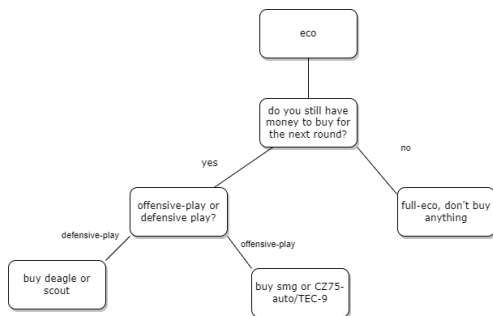 eco
do you still have
money to buy for
the next round?
yes
no
offensive-play or
defensive play?
full-eco, don't buy
anything
defensive-play
offensive-play
buy deagle or
scout
buy smg or CZ75-
auto/TEC-9